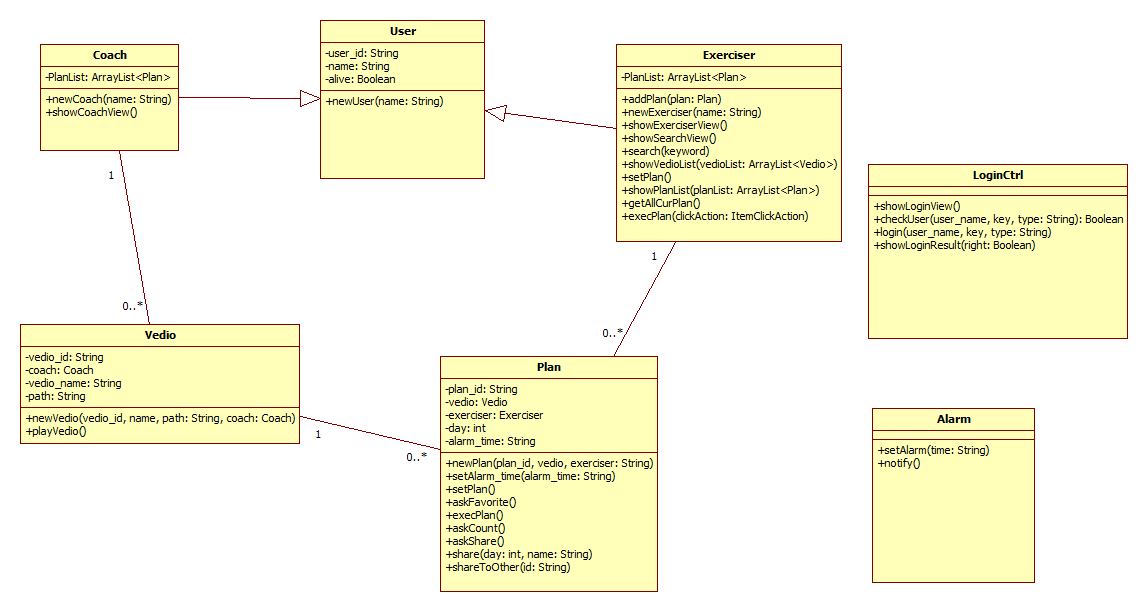 Coach
-PlanList: ArrayList<Plan>
+newCoach(name: String)
+showCoachView()
User
-user_id: String
-name: String
-alive: Boolean
+newUser(name: String)
Exerciser
-PlanList: ArrayList<Plan>
+addPlan(plan: Plan)
+newExerciser(name: String)
+showExerciserView()
+showSearchView()
+search(keyword)
+showVedioList(vedioList: ArrayList<Vedio>)
+setPlan()
+showPlanList(planList: ArrayList<Plan>)
+getAllCurPlan()
+execPlan(clickAction: ItemClickAction)
LoginCtrl
+showLoginView()
+checkUser(user_name, key, type: String): Boolean
+login(user_name, key, type: String)
+showLoginResult(right: Boolean)
1
0..*
1
0..*
Vedio
-vedio_id: String
-coach: Coach
-vedio_name: String
-path: String
+newVedio(vedio_id, name, path: String, coach: Coach)
+playVedio()
1
0..*
Plan
-plan_id: String
-vedio: Vedio
-exerciser: Exerciser
-day: int
-alarm_time: String
+newPlan(plan_id, vedio, exerciser: String)
+setAlarm_time(alarm_time: String)
+setPlan()
+askFavorite()
+execPlan()
+askCount()
+askShare()
+share(day: int, name: String)
+shareToOther(id: String)
Alarm
+setAlarm(time: String)
+notify()